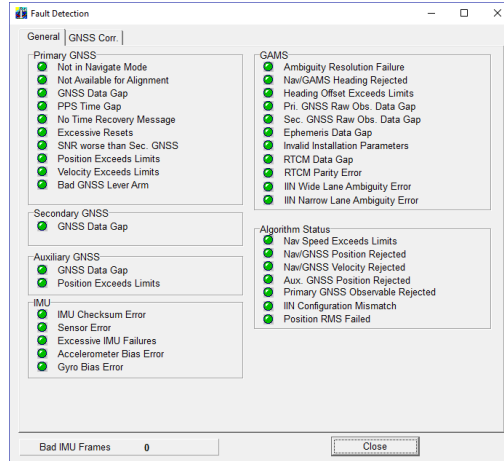 Fault Detection
General
GNSS Corr.
Primary GNSS
Not in Navigate Mode
Not Available for Alignment
GNSS Data Gap
PPS Time Gap
No Time Recovery Message
Excessive Resets
SNR worse than Sec. GNSS
Position Exceeds Limits
Velocity Exceeds Limits
Bad GNSS Lever Arm
Secondary GNSS
GNSS Data Gap
Auxiliary GNSS
GNSS Data Gap
Position Exceeds Limits
IMU
IMU Checksum Error
Sensor Error
Excessive IMU Failures
Accelerometer Bias Error
Gyro Bias Error
GAMS
Ambiguity Resolution Failure
Nav/GAMS Heading Rejected
Heading Offset Exceeds Limits
Pri. GNSS Raw Obs. Data Gap
Sec. GNSS Raw Obs. Data Gap
Ephemeris Data Gap
Invalid Installation Parameters
RTCM Data Gap
RTCM Parity Error
IIN Wide Lane Ambiguity Error
IIN Narrow Lane Ambiguity Error
Algorithm Status
Nav Speed Exceeds Limits
Nav/GNSS Position Rejected
Nav/GNSS Velocity Rejected
Aux. GNSS Position Rejected
Primary GNSS Observable Rejected
IIN Configuration Mismatch
Position RMS Failed
Bad IMU Frames 0
Close